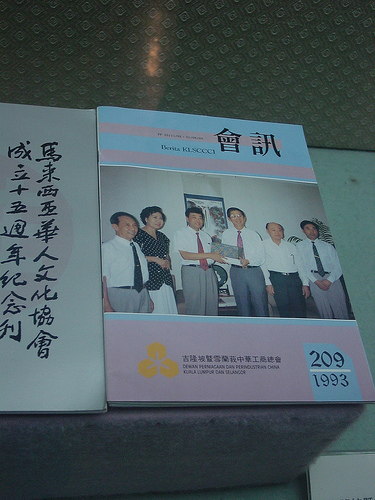 馬來西亞華人文化協會
成立十五週年紀念刊
會訊
Berita KLSCCCI
吉隆坡暨雪蘭莪中華工商總會
DEWAN PERNIAGAAN DAN PERINDUSTRIAN CHINA
KUALA LUMPUR DAN SELANGOR
209
1993